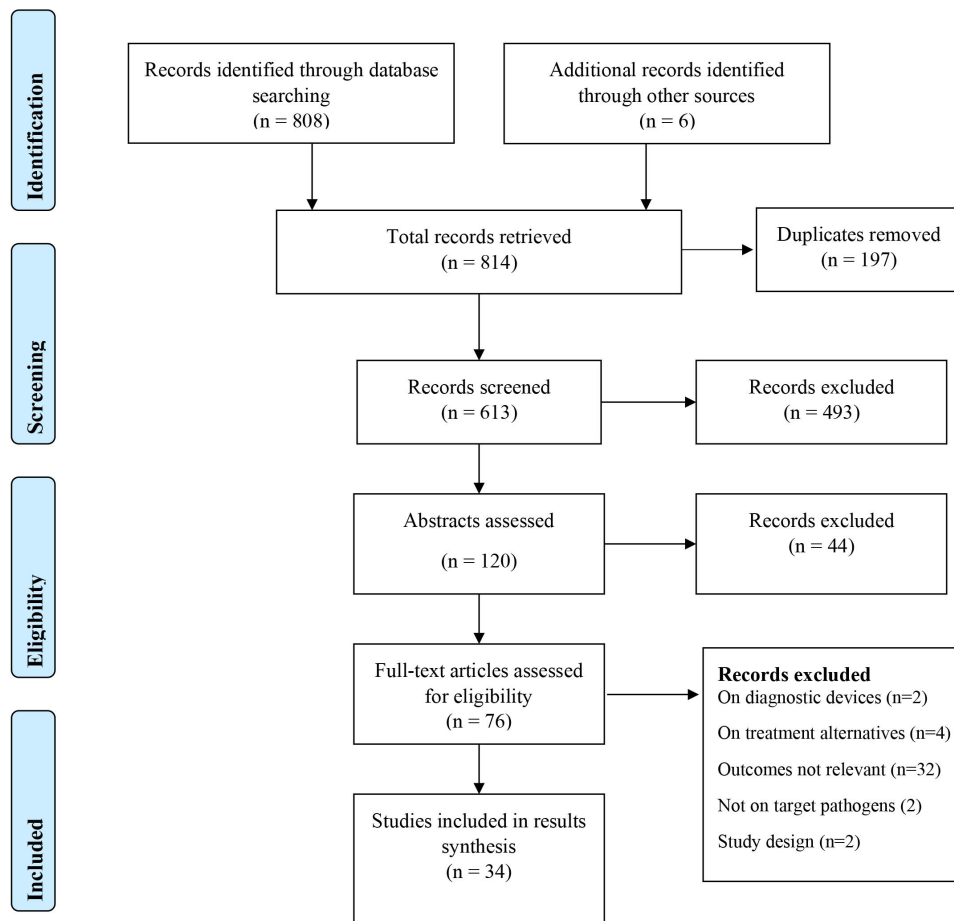 Identification
Records identified through database
searching
(n = 808)
Additional records identified
through other sources
(n = 6)
Total records retrieved
(n = 814)
Duplicates removed
(n = 197)
Screening
Records screened
(n = 613)
Records excluded
(n = 493)
Eligibility
Abstracts assessed
(n = 120)
Records excluded
(n = 44)
Full-text articles assessed
for eligibility
(n = 76)
Records excluded
On diagnostic devices (n=2)
On treatment alternatives (n=4)
Outcomes not relevant (n=32)
Not on target pathogens (2)
Study design (n=2)
Included
Studies included in results
synthesis
(n = 34)